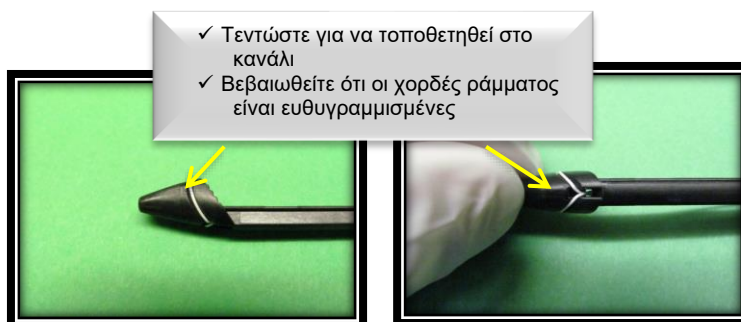 ✓ Τεντώστε για να τοποθετηθεί στο
κανάλι
✓ Βεβαιωθείτε ότι οι χορδές ράμματος
είναι ευθυγραμμισμένες